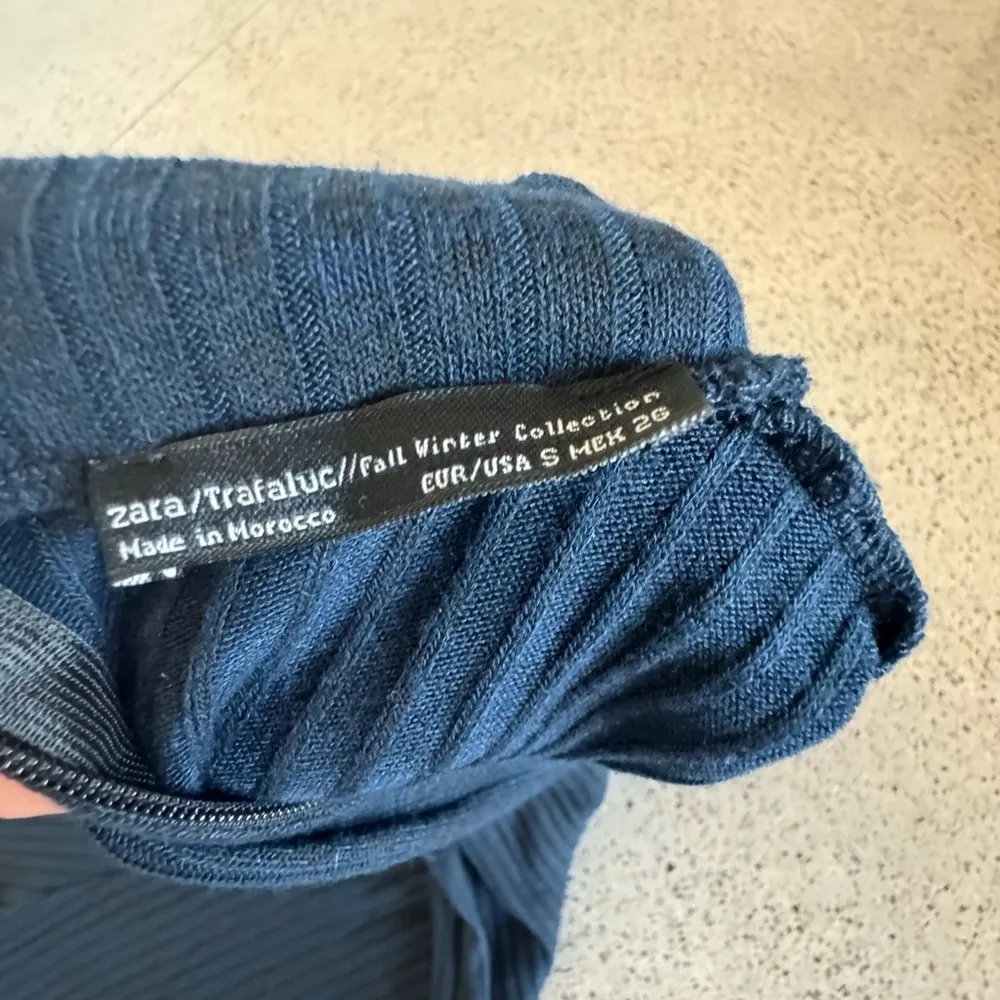 zara/Trafaluc//Fall Winter Collection
Made in Morocco
EUR/USA S MEX 26